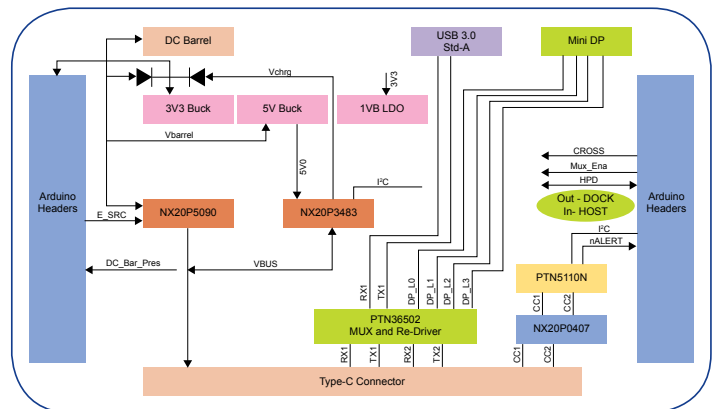 DC Barrel
USB 3.0
Std-A
Mini DP
Vchrg
3V3
3V3 Buck
5V Buck
1VB LDO
Vbarrel
5V0
CROSS
Mux_Ena
HPD
Out - DOCK
In- HOST
Arduino
Headers
Arduino
Headers
I²C
E_SRC
NX20P5090
NX20P3483
I²C
nALERT
DC_Bar_Pres
VBUS
PTN5110N
RX1
TX1
DP_L0
DP_L1
DP_L2
DP_L3
CC1
CC2
PTN36502
MUX and Re-Driver
NX20P0407
RX1
TX1
RX2
TX2
CC1
CC2
Type-C Connector